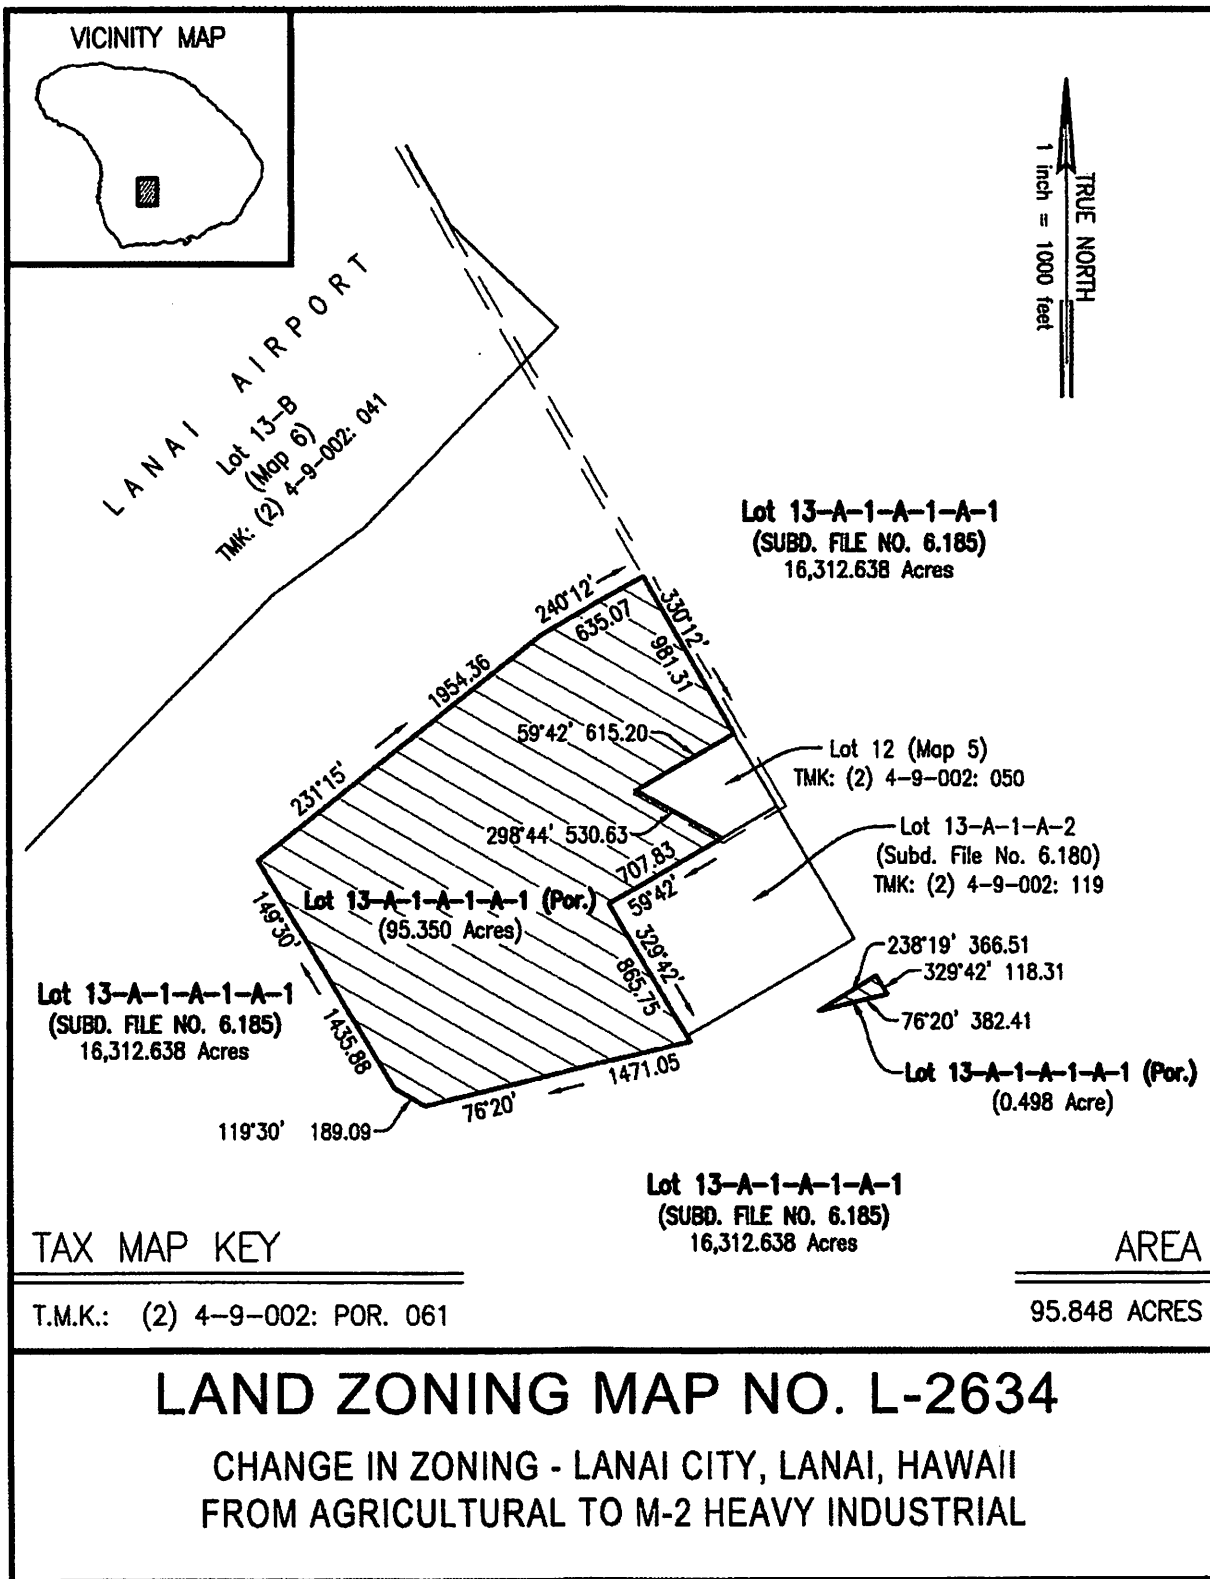 VICINITY MAP
TRUE NORTH
1 inch = 1000 feet
LANAI AIRPORT
Lot 13-B
(Map 6)
TMK: (2) 4-9-002: 041
Lot 13-A-1-A-1-A-1
(SUBD. FILE NO. 6.185)
16,312.638 Acres
240°12'
635.07
330°12'
981.31
1954.36
231°15'
59°42' 615.20
Lot 12 (Map 5)
TMK: (2) 4-9-002: 050
298°44' 530.63
Lot 13-A-1-A-2
(Subd. File No. 6.180)
TMK: (2) 4-9-002: 119
707.83
59°42'
Lot 13-A-1-A-1-A-1 (Por.)
(95.350 Acres)
149°30'
1435.88
329°42'
865.75
238°19' 366.51
329°42' 118.31
76°20' 382.41
Lot 13-A-1-A-1-A-1 (Por.)
(0.498 Acre)
Lot 13-A-1-A-1-A-1
(SUBD. FILE NO. 6.185)
16,312.638 Acres
1471.05
76°20'
119°30' 189.09
Lot 13-A-1-A-1-A-1
(SUBD. FILE NO. 6.185)
16,312.638 Acres
TAX MAP KEY
AREA
T.M.K.: (2) 4-9-002: POR. 061
95.848 ACRES
LAND ZONING MAP NO. L-2634
CHANGE IN ZONING - LANAI CITY, LANAI, HAWAII
FROM AGRICULTURAL TO M-2 HEAVY INDUSTRIAL